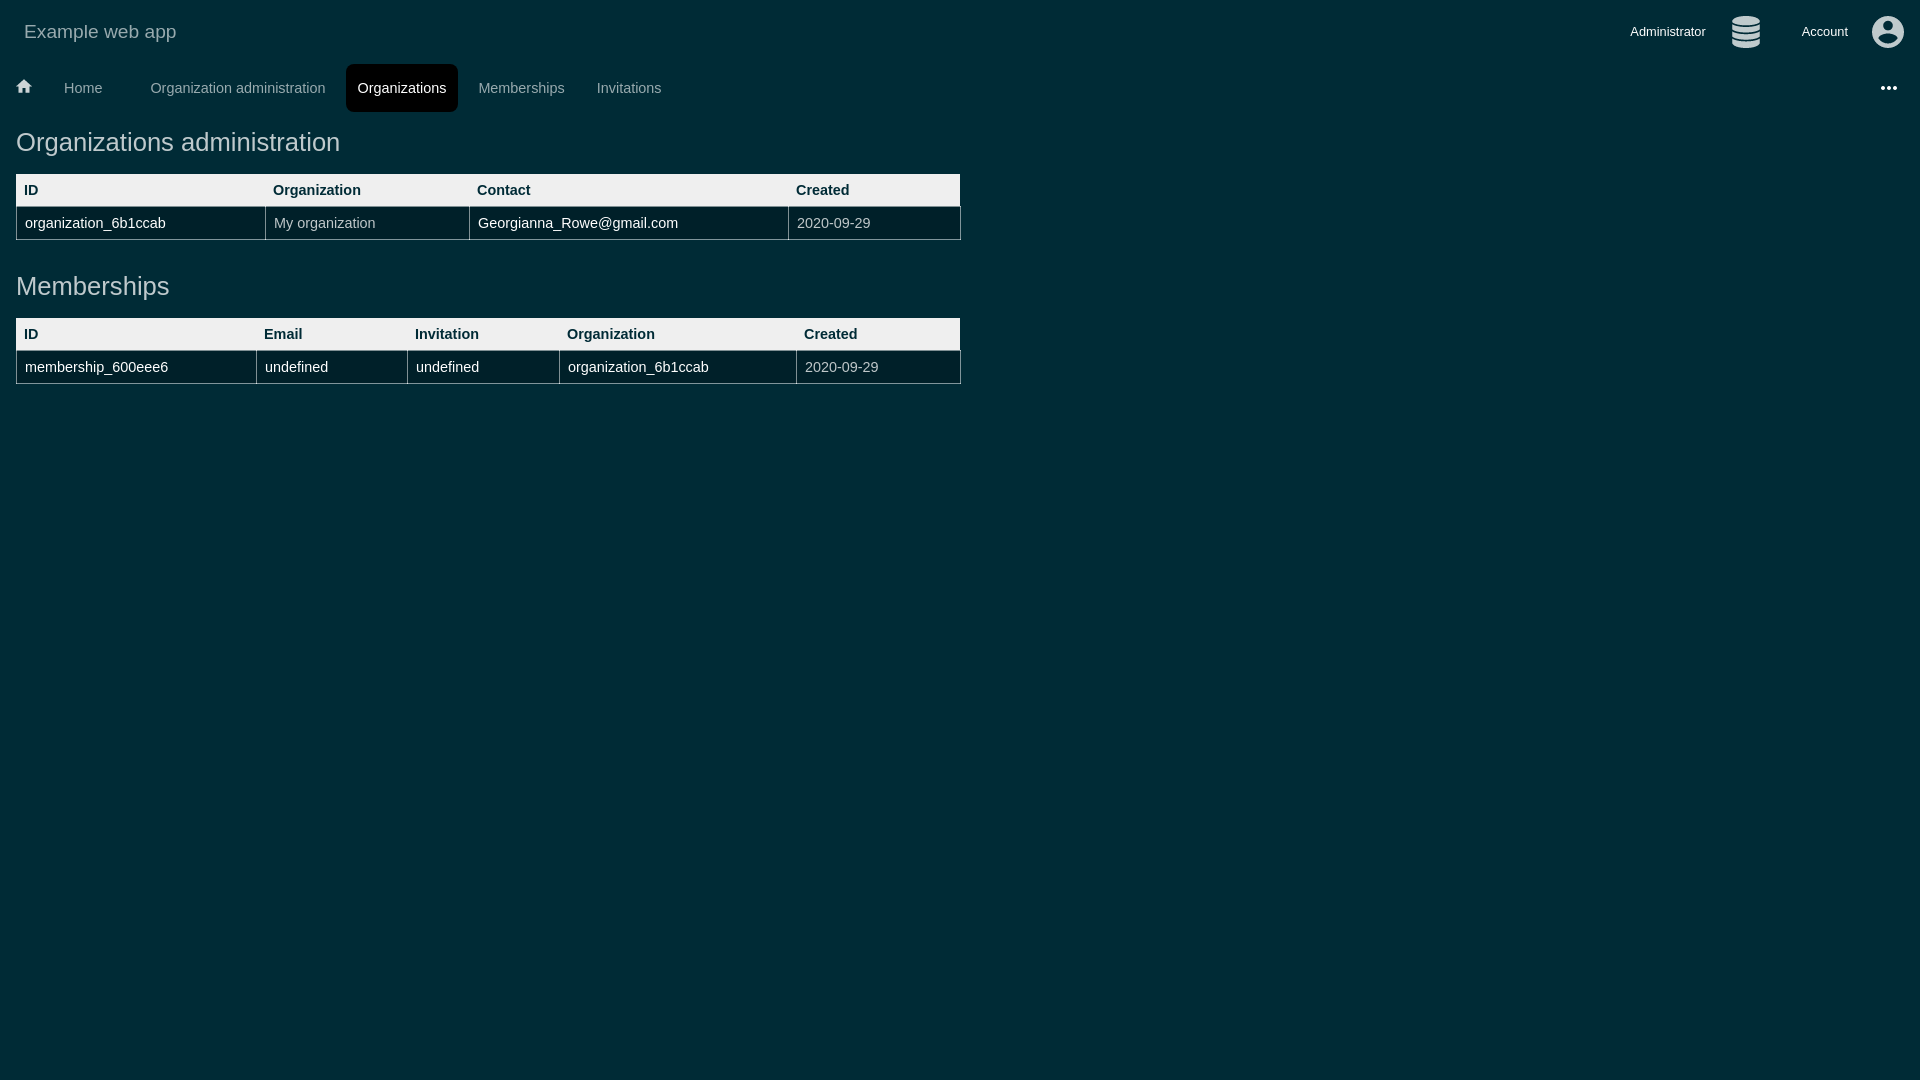 Example web app
Administrator Account
Home Organization administration Organizations Memberships Invitations
Organizations administration
ID Organization Contact Created
organization_6b1ccab My organization Georgianna_Rowe@gmail.com 2020-09-29
Memberships
ID Email Invitation Organization Created
membership_600eee6 undefined undefined organization_6b1ccab 2020-09-29